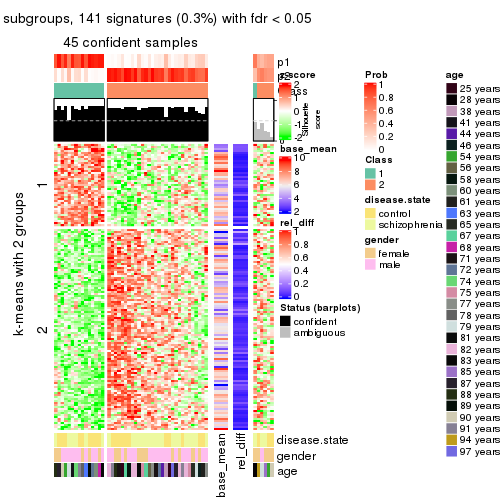 subgroups, 141 signatures (0.3%) with fdr < 0.05
45 confident samples
p1
p2
Class
Silhouette
score
k-means with 2 groups
1
2
z-score
2
1
0
-1
-2
base_mean
10
8
6
4
2
rel_diff
1
0.8
0.6
0.4
0.2
0
Status (barplots)
confident
ambiguous
Prob
1
0.8
0.6
0.4
0.2
0
Class
1
2
disease.state
control
schizophrenia
gender
female
male
age
25 years
28 years
38 years
41 years
44 years
46 years
54 years
56 years
58 years
60 years
61 years
63 years
65 years
67 years
68 years
71 years
72 years
74 years
75 years
77 years
78 years
79 years
81 years
82 years
83 years
85 years
87 years
88 years
89 years
90 years
91 years
94 years
97 years
disease.state
gender
age
base_mean
rel_diff